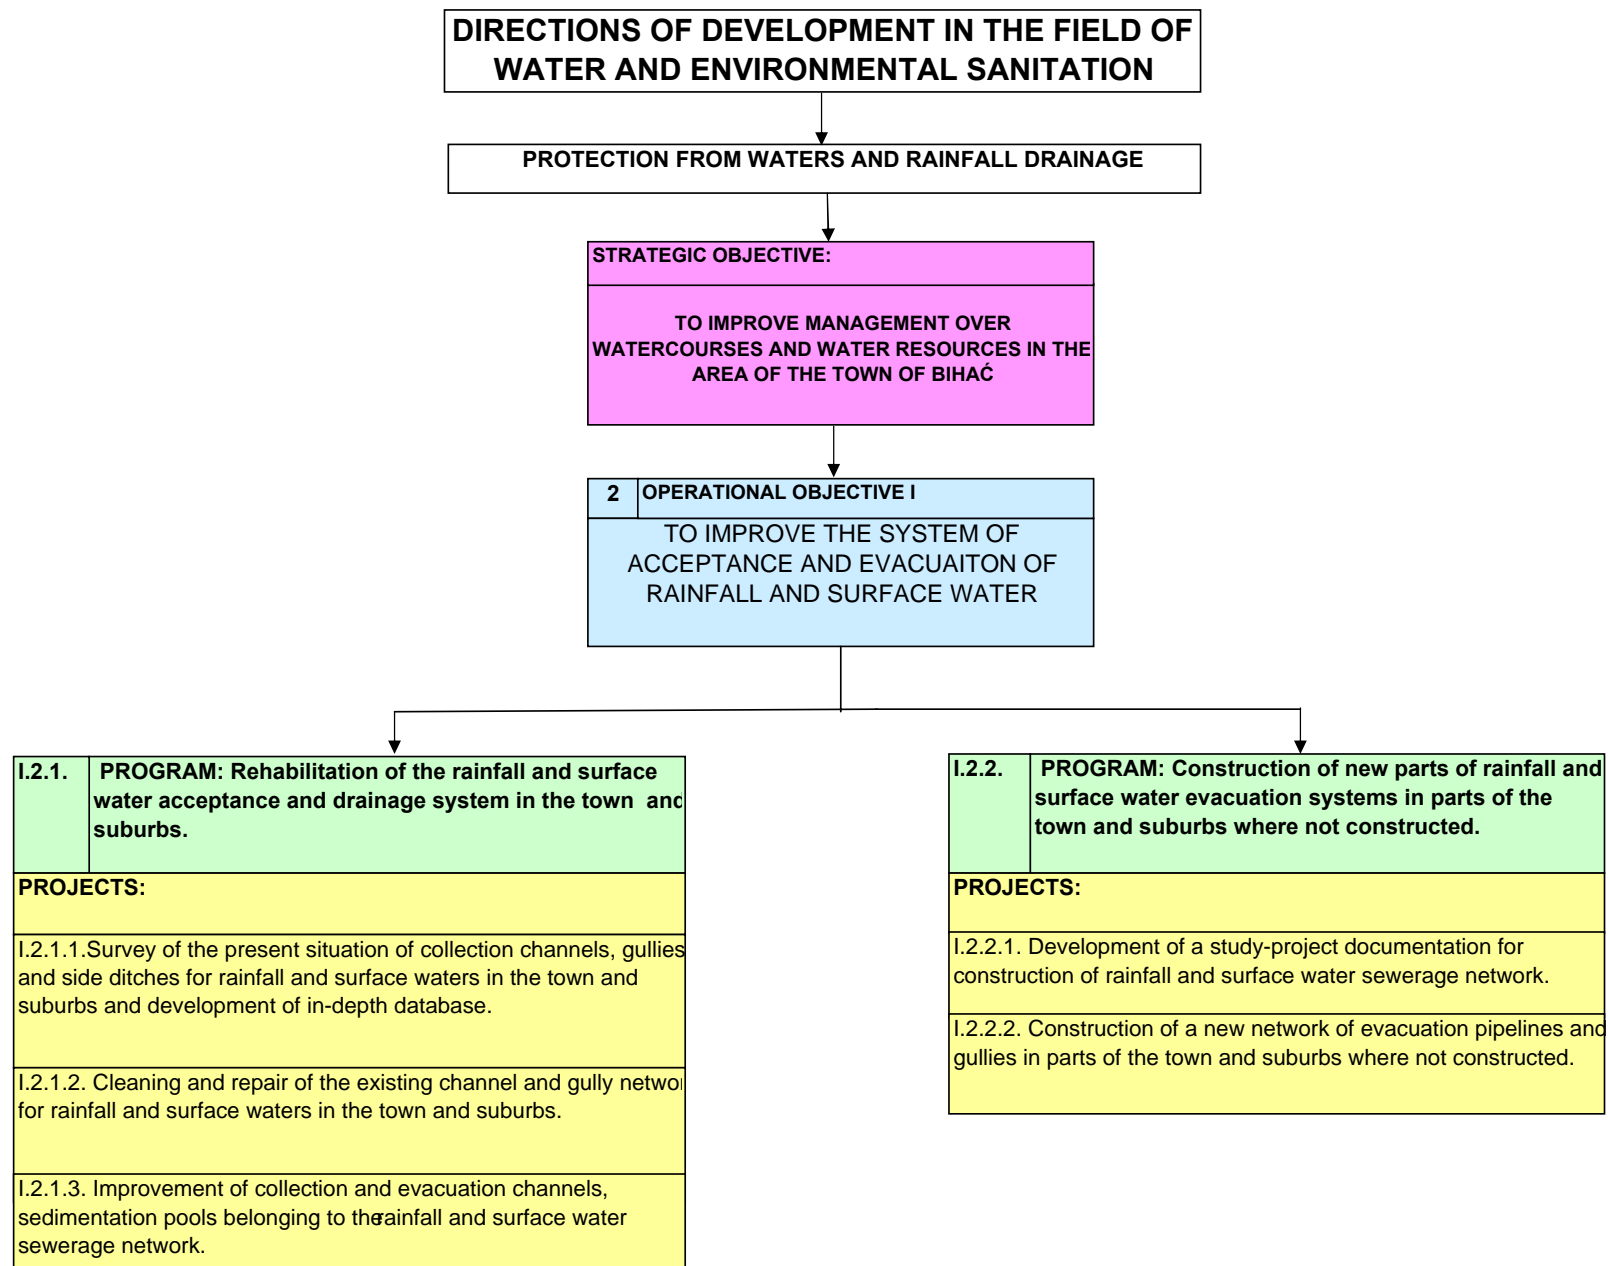 DIRECTIONS OF DEVELOPMENT IN THE FIELD OF
WATER AND ENVIRONMENTAL SANITATION
PROTECTION FROM WATERS AND RAINFALL DRAINAGE
STRATEGIC OBJECTIVE:
TO IMPROVE MANAGEMENT OVER
WATERCOURSES AND WATER RESOURCES IN THE
AREA OF THE TOWN OF BIHAĆ
2 OPERATIONAL OBJECTIVE I
TO IMPROVE THE SYSTEM OF
ACCEPTANCE AND EVACUAITON OF
RAINFALL AND SURFACE WATER
I.2.1. PROGRAM: Rehabilitation of the rainfall and surface
water acceptance and drainage system in the town and
suburbs.
PROJECTS:
I.2.1.1.Survey of the present situation of collection channels, gullies
and side ditches for rainfall and surface waters in the town and
suburbs and development of in-depth database.
I.2.1.2. Cleaning and repair of the existing channel and gully networ
for rainfall and surface waters in the town and suburbs.
I.2.1.3. Improvement of collection and evacuation channels,
sedimentation pools belonging to the rainfall and surface water
sewerage network.
I.2.2. PROGRAM: Construction of new parts of rainfall and
surface water evacuation systems in parts of the
town and suburbs where not constructed.
PROJECTS:
I.2.2.1. Development of a study-project documentation for
construction of rainfall and surface water sewerage network.
I.2.2.2. Construction of a new network of evacuation pipelines and
gullies in parts of the town and suburbs where not constructed.